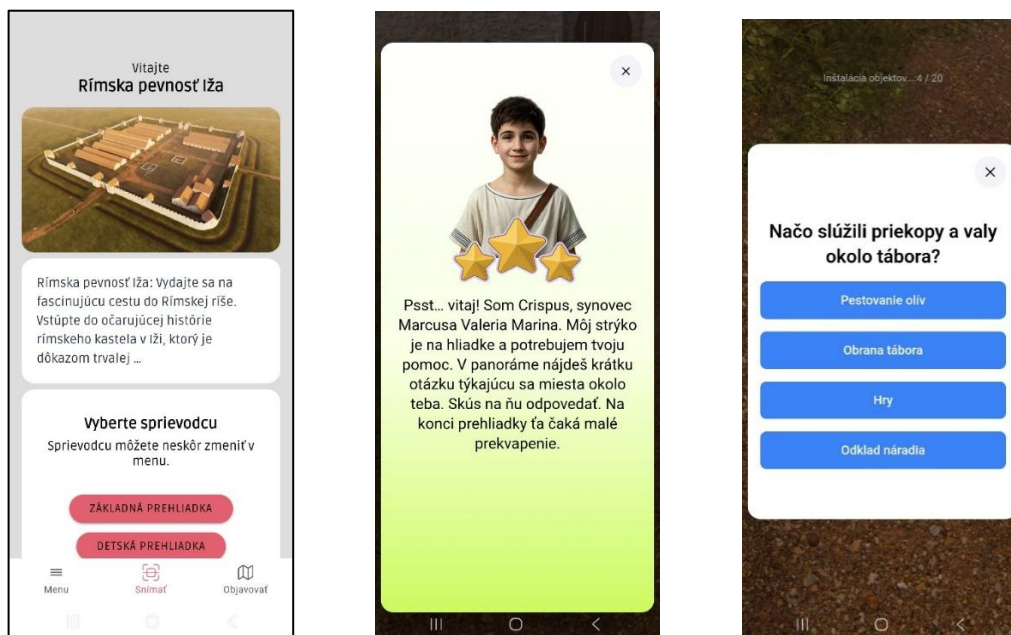 Vitajte
Rímska pevnosť Iža
Rímska pevnosť Iža: Vydajte sa na
fascinujúcu cestu do Rímskej ríše.
Vstúpte do očarujúcej histórie
rímskeho kastela v Iži, ktorý je
dôkazom trvalej ...
Vyberte sprievodcu
Sprievodcu môžete neskôr zmeniť v
menu.
ZÁKLADNÁ PREHLIADKA
DETSKÁ PREHLIADKA
Menu
Snímať
Objavovať
Psst... vitaj! Som Crispus, synovec
Marcusa Valeria Marina. Môj strýko
je na hliadke a potrebujem tvoju
pomoc. V panoráme nájdeš krátku
otázku týkajúcu sa miesta okolo
teba. Skús na ňu odpovedať. Na
konci prehliadky ťa čaká malé
prekvapenie.
Inštalácia objektov...4 / 20
Načo slúžili priekopy a valy
okolo tábora?
Pestovanie olív
Obrana tábora
Hry
Odklad náradia